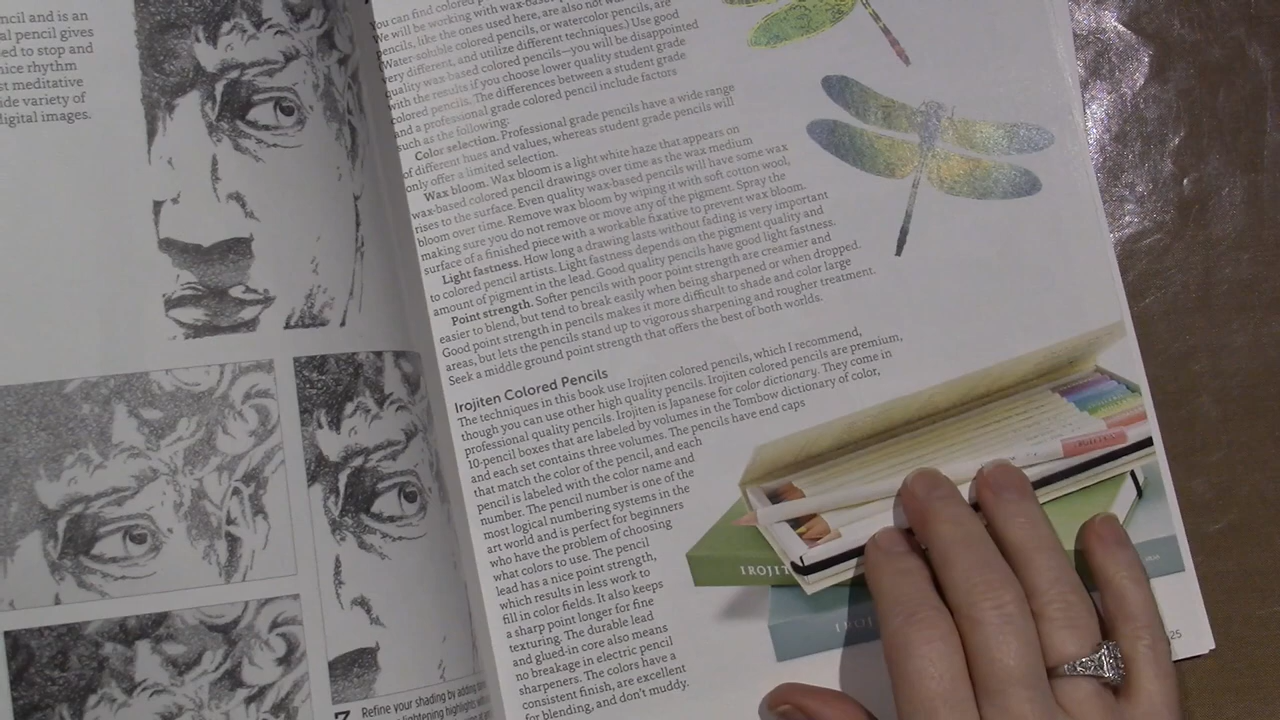 ncil and is an
al pencil gives
ed to stop and
nice rhythm
st meditative
ide variety of
digital images.
7 Refine your shading by adding
lightening highlights
You can find colored
We will be working with wax-based
pencils, like the ones used here, are also not
(Water-soluble colored pencils, or watercolor pencils, are
very different, and utilize different techniques.) Use good
quality wax-based colored pencils—you will be disappointed
with the results if you choose lower quality student grade
colored pencils. The differences between a student grade
and a professional grade colored pencil include factors
such as the following:
Color selection. Professional grade pencils have a wide range
of different hues and values, whereas student grade pencils will
only offer a limited selection.
Wax bloom. Wax bloom is a light white haze that appears on
wax-based colored pencil drawings over time as the wax medium
rises to the surface. Even quality wax-based pencils will have some wax
bloom over time. Remove wax bloom by wiping it with soft cotton wool,
making sure you do not remove or move any of the pigment. Spray the
surface of a finished piece with a workable fixative to prevent wax bloom.
Light fastness. How long a drawing lasts without fading is very important
to colored pencil artists. Light fastness depends on the pigment quality and
amount of pigment in the lead. Good quality pencils have good light fastness.
Point strength. Softer pencils with poor point strength are creamier and
easier to blend, but tend to break easily when being sharpened or when dropped.
Good point strength in pencils makes it more difficult to shade and color large
areas, but lets the pencils stand up to vigorous sharpening and rougher treatment.
Seek a middle ground point strength that offers the best of both worlds.
Irojiten Colored Pencils
The techniques in this book use Irojiten colored pencils, which I recommend,
though you can use other high quality pencils. Irojiten colored pencils are premium,
professional quality pencils. Irojiten is Japanese for color dictionary. They come in
10-pencil boxes that are labeled by volumes in the Tombow dictionary of color,
and each set contains three volumes. The pencils have end caps
that match the color of the pencil, and each
pencil is labeled with the color name and
number. The pencil number is one of the
most logical numbering systems in the
art world and is perfect for beginners
who have the problem of choosing
what colors to use. The pencil
lead has a nice point strength,
which results in less work to
fill in color fields. It also keeps
a sharp point longer for fine
texturing. The durable lead
and glued-in core also means
no breakage in electric pencil
sharpeners. The colors have a
consistent finish, are excellent
for blending, and don't muddy.
IROJIT
IROJ
25